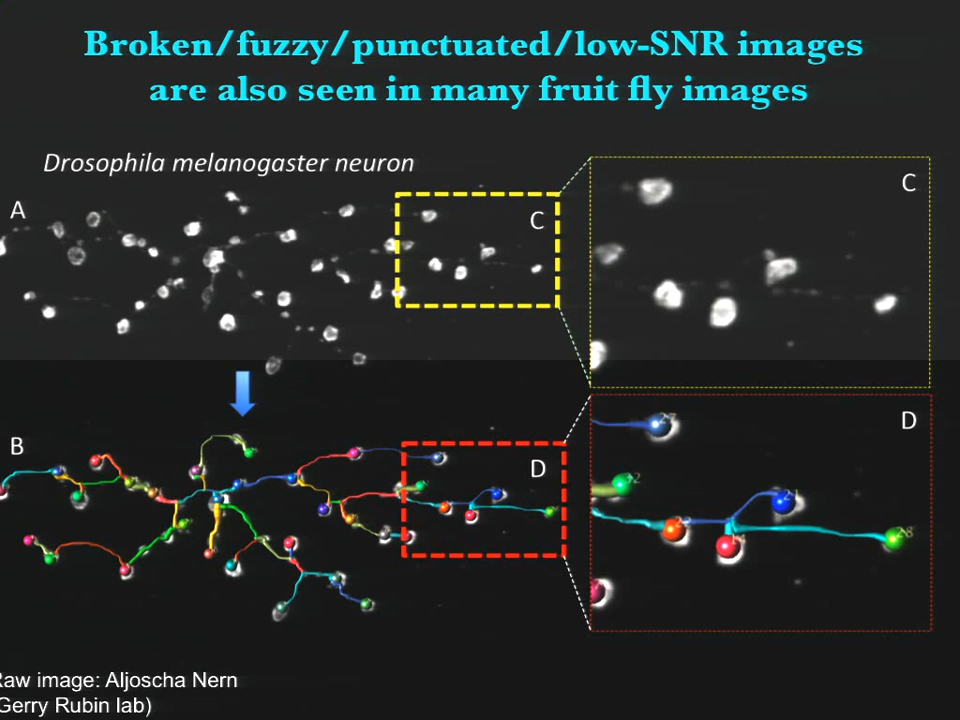 Broken/fuzzy/punctuated/low-SNR images
are also seen in many fruit fly images
Drosophila melanogaster neuron
A
C
C
B
D
D
28
Raw image: Aljoscha Nern
Gerry Rubin lab)